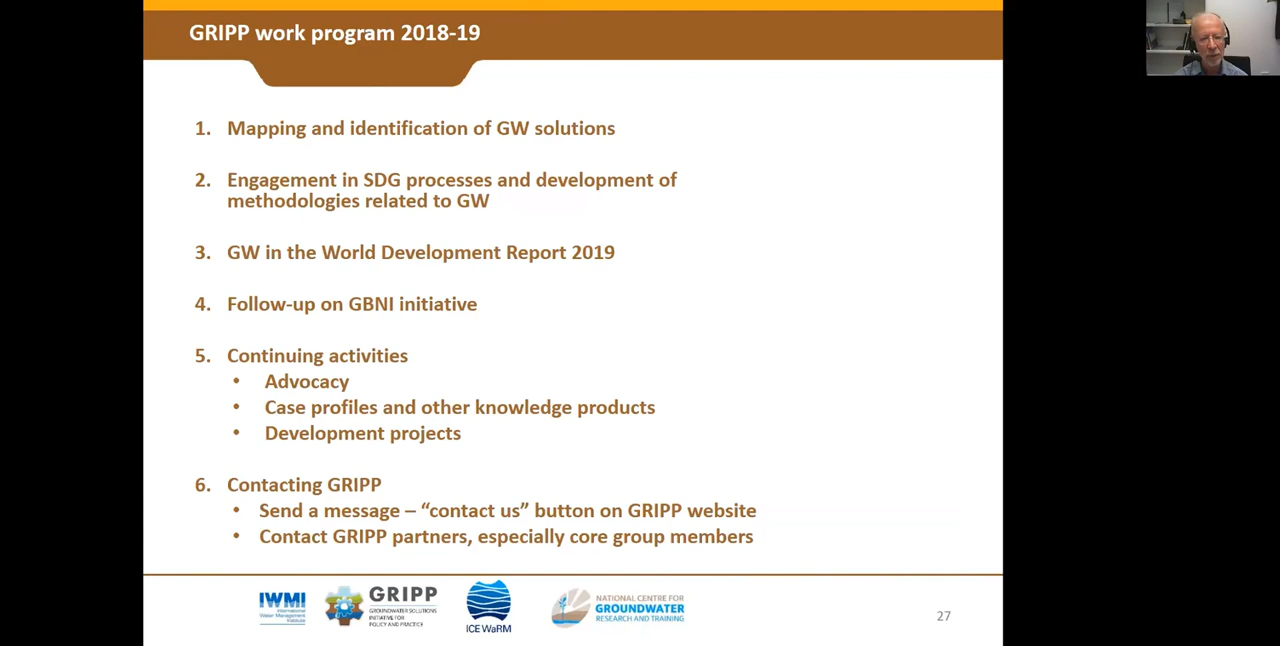 GRIPP work program 2018-19
1. Mapping and identification of GW solutions
2. Engagement in SDG processes and development of
methodologies related to GW
3. GW in the World Development Report 2019
4. Follow-up on GBNI initiative
5. Continuing activities
• Advocacy
• Case profiles and other knowledge products
• Development projects
6. Contacting GRIPP
• Send a message – “contact us” button on GRIPP website
• Contact GRIPP partners, especially core group members
IWMI
International
Water Management
Institute
GRIPP
GROUNDWATER SOLUTIONS
INITIATIVE FOR
POLICY AND PRACTICE
ICE WaRM
NATIONAL CENTRE FOR
GROUNDWATER
RESEARCH AND TRAINING
27